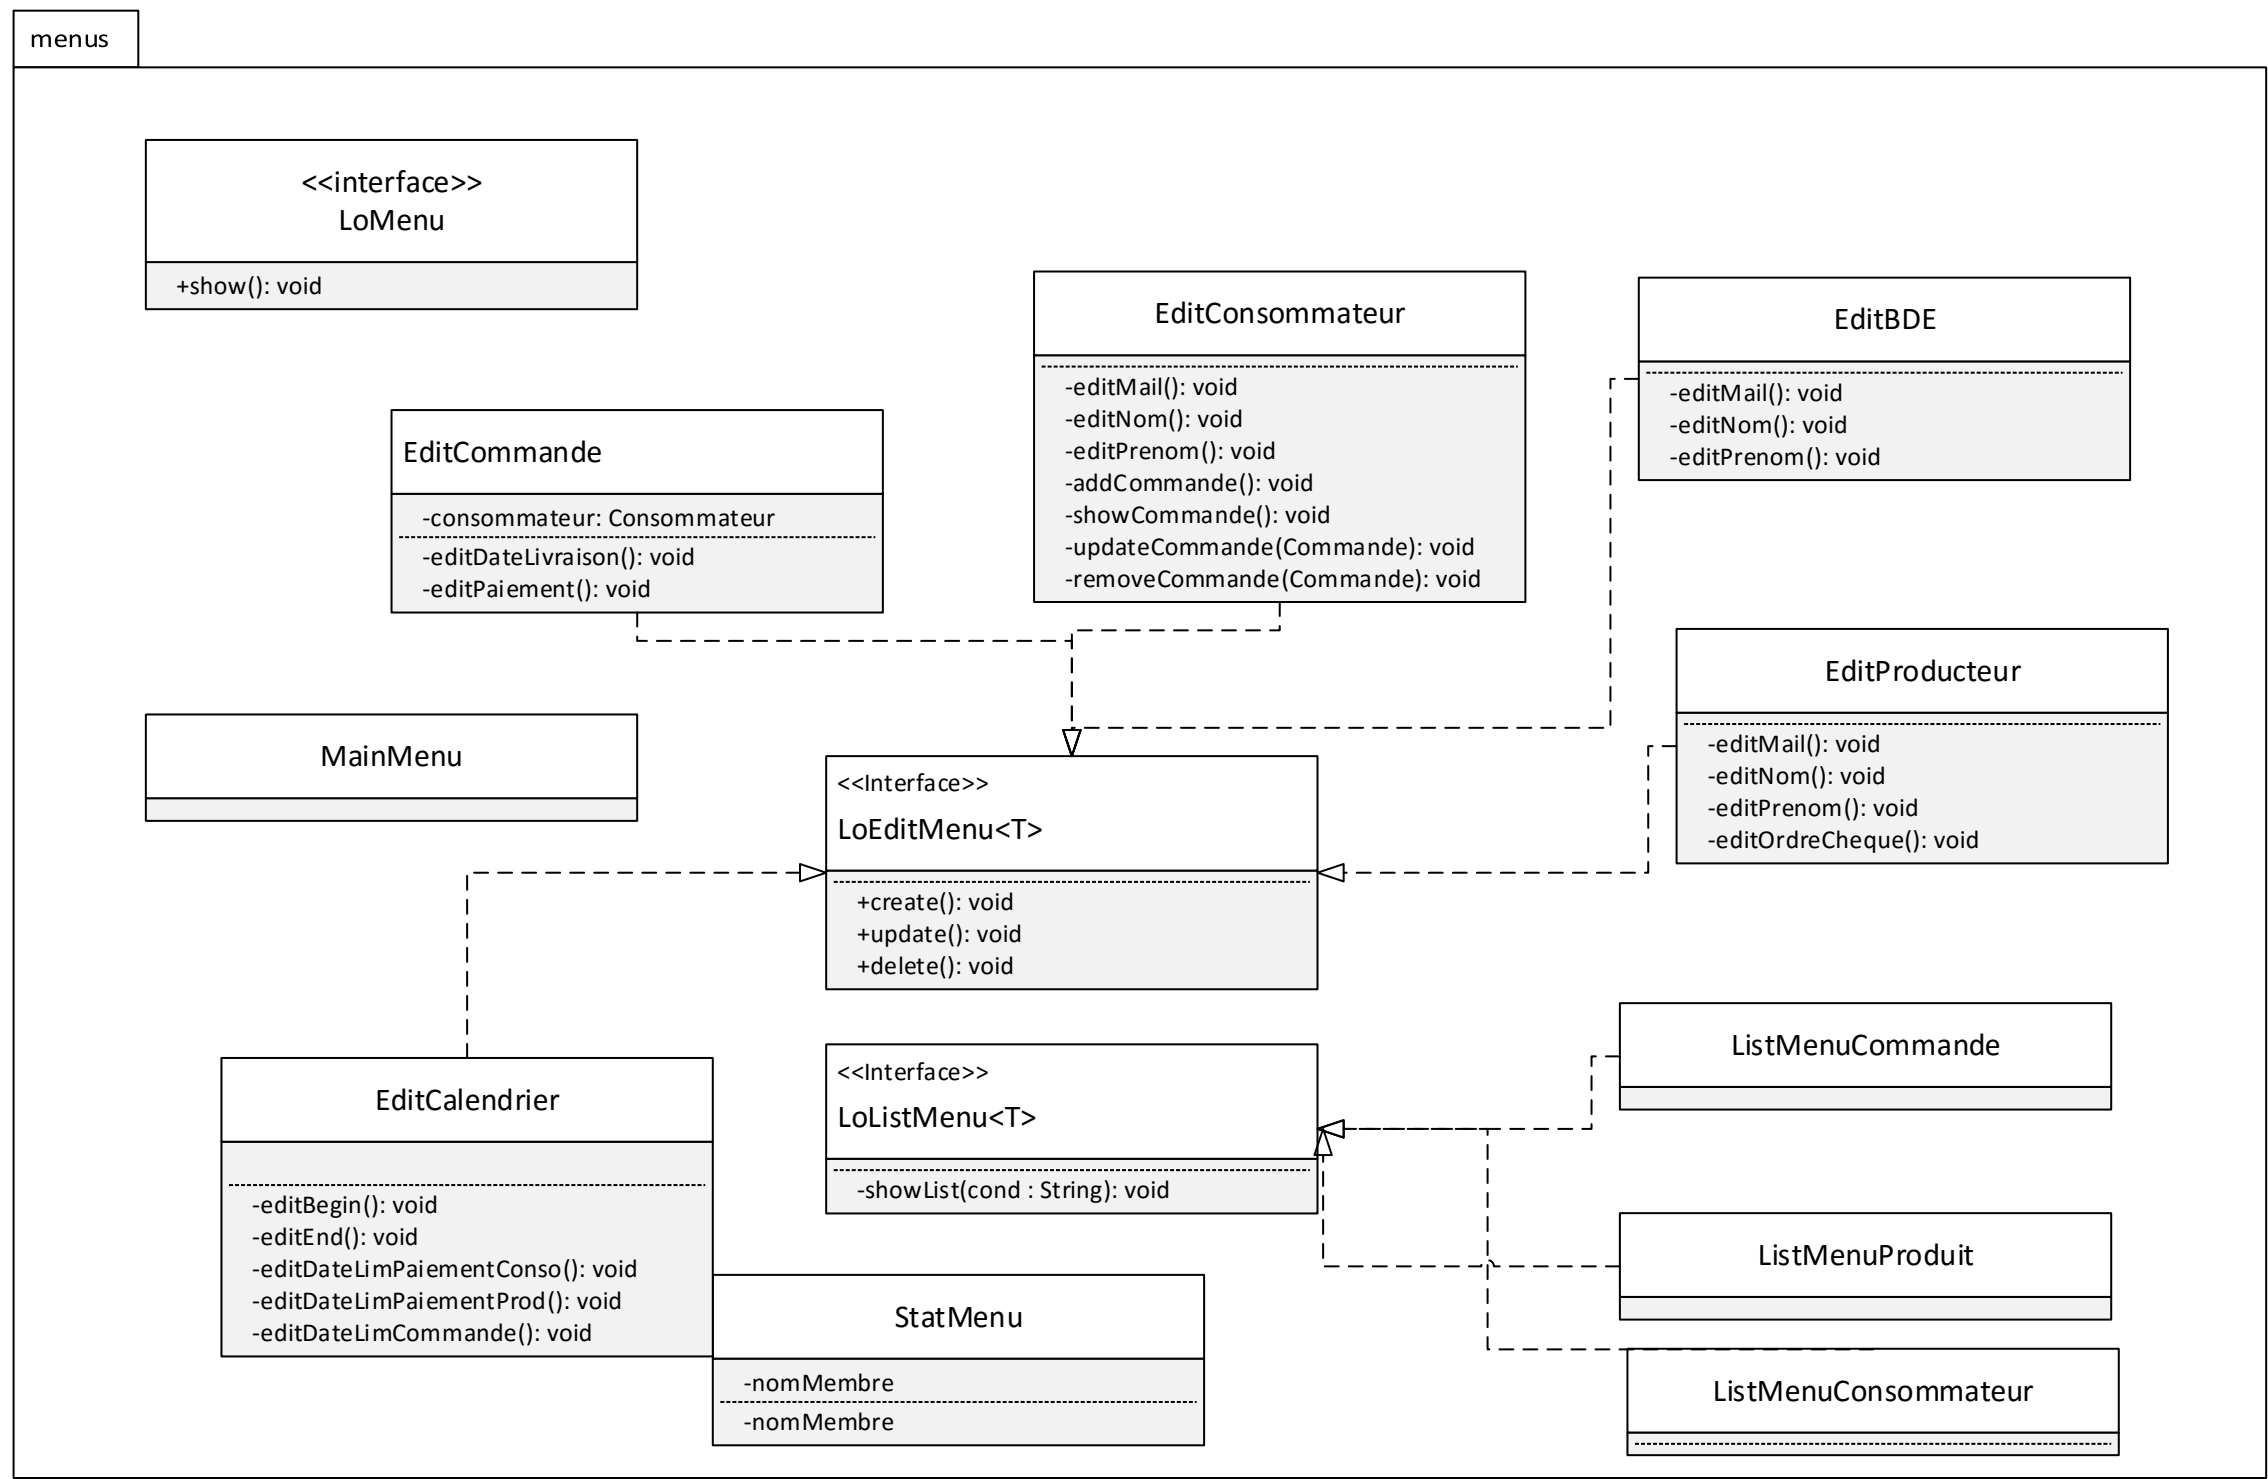 menus
<<interface>>
LoMenu
+show(): void
EditConsommateur
-editMail(): void
-editNom(): void
-editPrenom(): void
-addCommande(): void
-showCommande(): void
-updateCommande(Commande): void
-removeCommande(Commande): void
EditBDE
-editMail(): void
-editNom(): void
-editPrenom(): void
EditCommande
-consommateur: Consommateur
-editDateLivraison(): void
-editPaiement(): void
EditProducteur
-editMail(): void
-editNom(): void
-editPrenom(): void
-editOrdreCheque(): void
MainMenu
<<Interface>>
LoEditMenu<T>
+create(): void
+update(): void
+delete(): void
ListMenuCommande
<<Interface>>
LoListMenu<T>
-showList(cond : String): void
EditCalendrier
-editBegin(): void
-editEnd(): void
-editDateLimPaiementConso(): void
-editDateLimPaiementProd(): void
-editDateLimCommande(): void
ListMenuProduit
StatMenu
-nomMembre
-nomMembre
ListMenuConsommateur